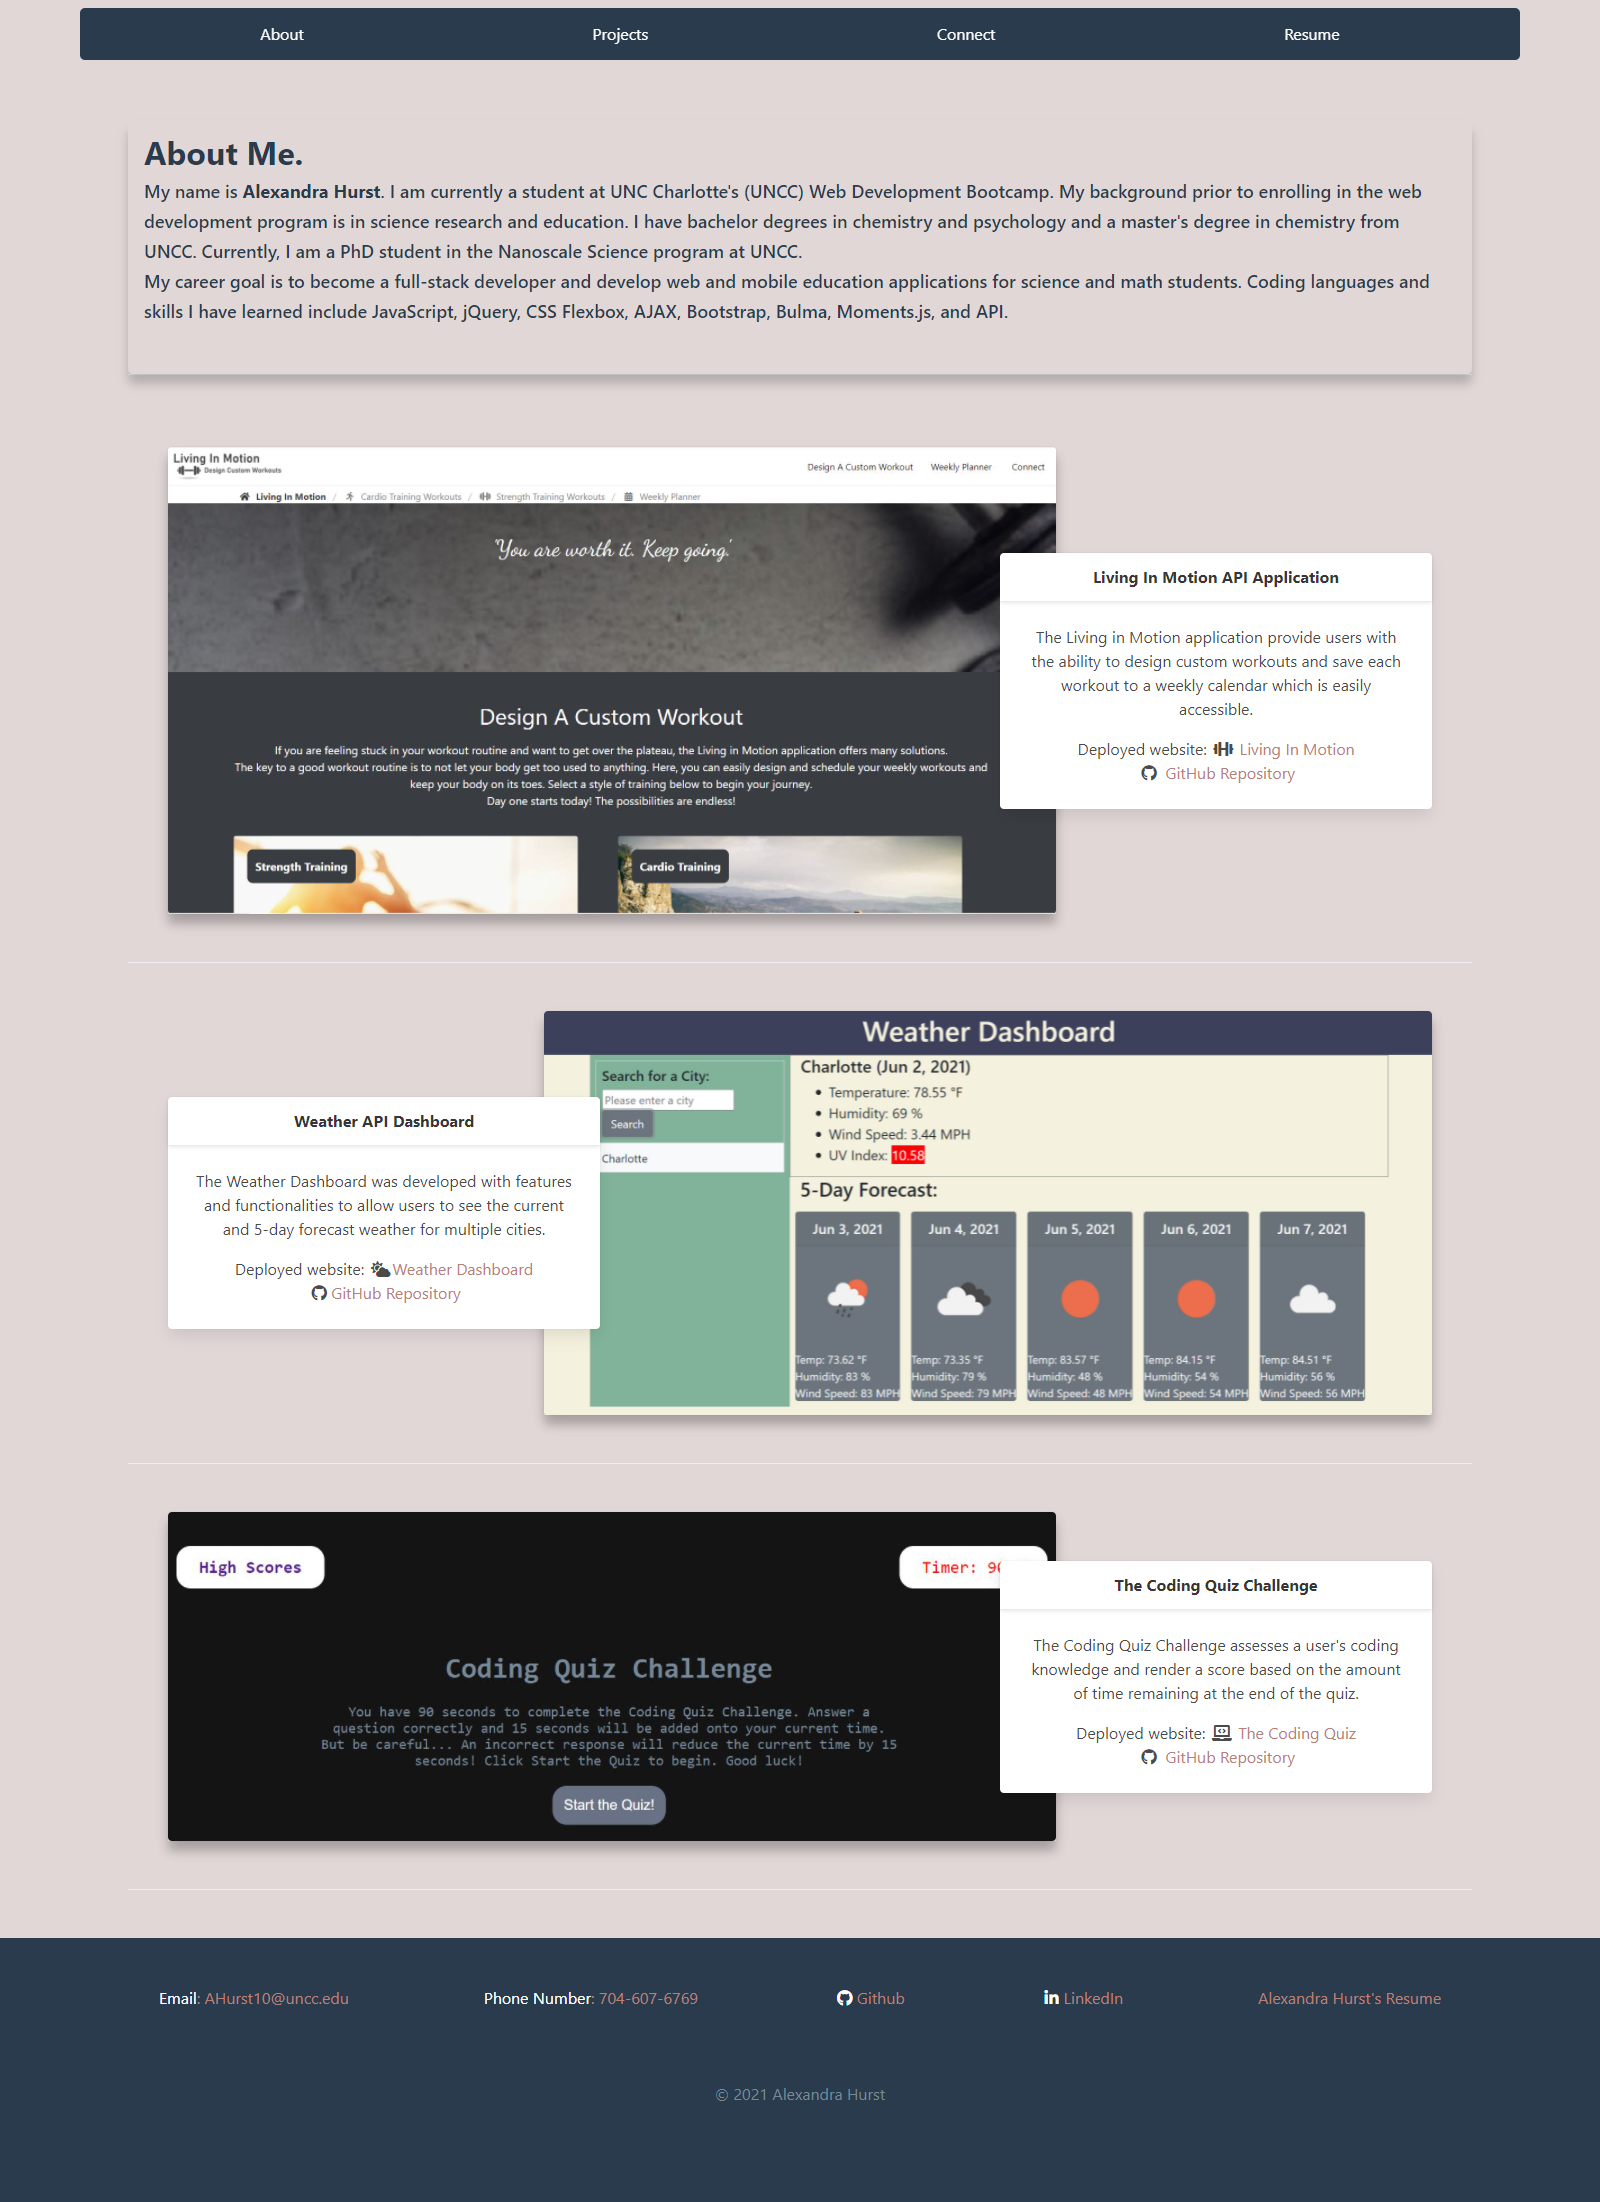 About Projects Connect Resume
About Me.
My name is Alexandra Hurst. I am currently a student at UNC Charlotte's (UNCC) Web Development Bootcamp. My background prior to enrolling in the web
development program is in science research and education. I have bachelor degrees in chemistry and psychology and a master's degree in chemistry from
UNCC. Currently, I am a PhD student in the Nanoscale Science program at UNCC.
My career goal is to become a full-stack developer and develop web and mobile education applications for science and math students. Coding languages and
skills I have learned include JavaScript, jQuery, CSS Flexbox, AJAX, Bootstrap, Bulma, Moments.js, and API.
Living In Motion
Design Custom Workouts
Design A Custom Workout Weekly Planner Connect
Living In Motion / Cardio Training Workouts / Strength Training Workouts / Weekly Planner
'You are worth it. Keep going.'
Design A Custom Workout
If you are feeling stuck in your workout routine and want to get over the plateau, the Living in Motion application offers many solutions.
The key to a good workout routine is to not let your body get too used to anything. Here, you can easily design and schedule your weekly workouts and
keep your body on its toes. Select a style of training below to begin your journey.
Day one starts today! The possibilities are endless!
Strength Training
Cardio Training
Living In Motion API Application
The Living in Motion application provide users with
the ability to design custom workouts and save each
workout to a weekly calendar which is easily
accessible.
Deployed website: Living In Motion
GitHub Repository
Weather API Dashboard
The Weather Dashboard was developed with features
and functionalities to allow users to see the current
and 5-day forecast weather for multiple cities.
Deployed website: Weather Dashboard
GitHub Repository
Weather Dashboard
Search for a City:
Please enter a city
Search
Charlotte
Charlotte (Jun 2, 2021)
• Temperature: 78.55 °F
• Humidity: 69 %
• Wind Speed: 3.44 MPH
• UV Index: 10.58
5-Day Forecast:
Jun 3, 2021 Jun 4, 2021 Jun 5, 2021 Jun 6, 2021 Jun 7, 2021
Temp: 73.62 °F Temp: 73.35 °F Temp: 83.57 °F Temp: 84.15 °F Temp: 84.51 °F
Humidity: 83 % Humidity: 79 % Humidity: 48 % Humidity: 54 % Humidity: 56 %
Wind Speed: 83 MPH Wind Speed: 79 MPH Wind Speed: 48 MPH Wind Speed: 54 MPH Wind Speed: 56 MPH
High Scores
Timer: 90
Coding Quiz Challenge
You have 90 seconds to complete the Coding Quiz Challenge. Answer a
question correctly and 15 seconds will be added onto your current time.
But be careful... An incorrect response will reduce the current time by 15
seconds! Click Start the Quiz to begin. Good luck!
Start the Quiz!
The Coding Quiz Challenge
The Coding Quiz Challenge assesses a user's coding
knowledge and render a score based on the amount
of time remaining at the end of the quiz.
Deployed website: The Coding Quiz
GitHub Repository
Email: AHurst10@uncc.edu Phone Number: 704-607-6769 Github LinkedIn Alexandra Hurst's Resume
© 2021 Alexandra Hurst